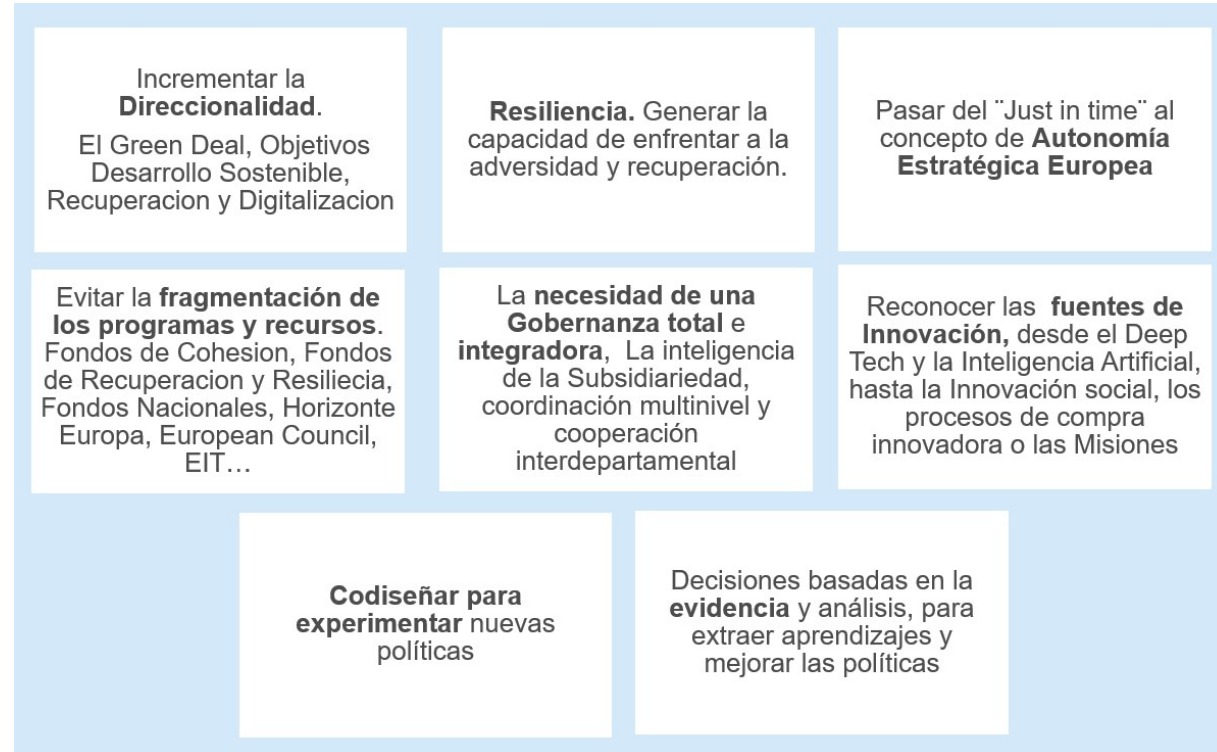 Incrementar la
Direccionalidad.
El Green Deal, Objetivos
Desarrollo Sostenible,
Recuperacion y Digitalizacion
Resiliencia. Generar la
capacidad de enfrentar a la
adversidad y recuperación.
Pasar del ¨Just in time¨ al
concepto de Autonomía
Estratégica Europea
Evitar la fragmentación de
los programas y recursos.
Fondos de Cohesion, Fondos
de Recuperacion y Resiliecia,
Fondos Nacionales, Horizonte
Europa, European Council,
EIT…
La necesidad de una
Gobernanza total e
integradora, La inteligencia
de la Subsidiariedad,
coordinación multinivel y
cooperación
interdepartamental
Reconocer las fuentes de
Innovación, desde el Deep
Tech y la Inteligencia Artificial,
hasta la Innovación social, los
procesos de compra
innovadora o las Misiones
Codiseñar para
experimentar nuevas
políticas
Decisiones basadas en la
evidencia y análisis, para
extraer aprendizajes y
mejorar las políticas